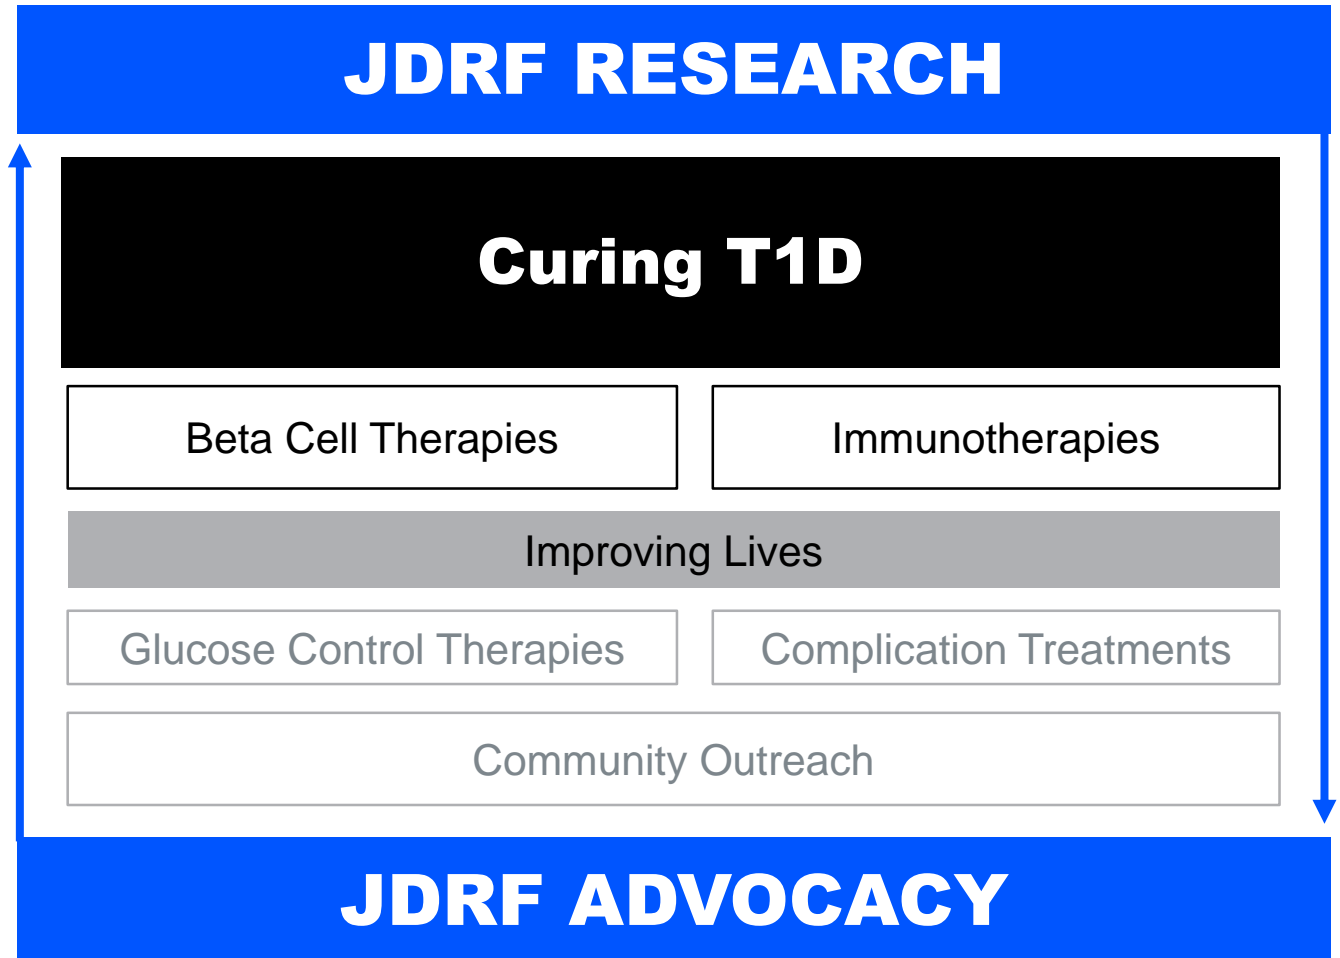 JDRF RESEARCH
Curing T1D
Beta Cell Therapies
Immunotherapies
Improving Lives
Glucose Control Therapies
Complication Treatments
Community Outreach
JDRF ADVOCACY